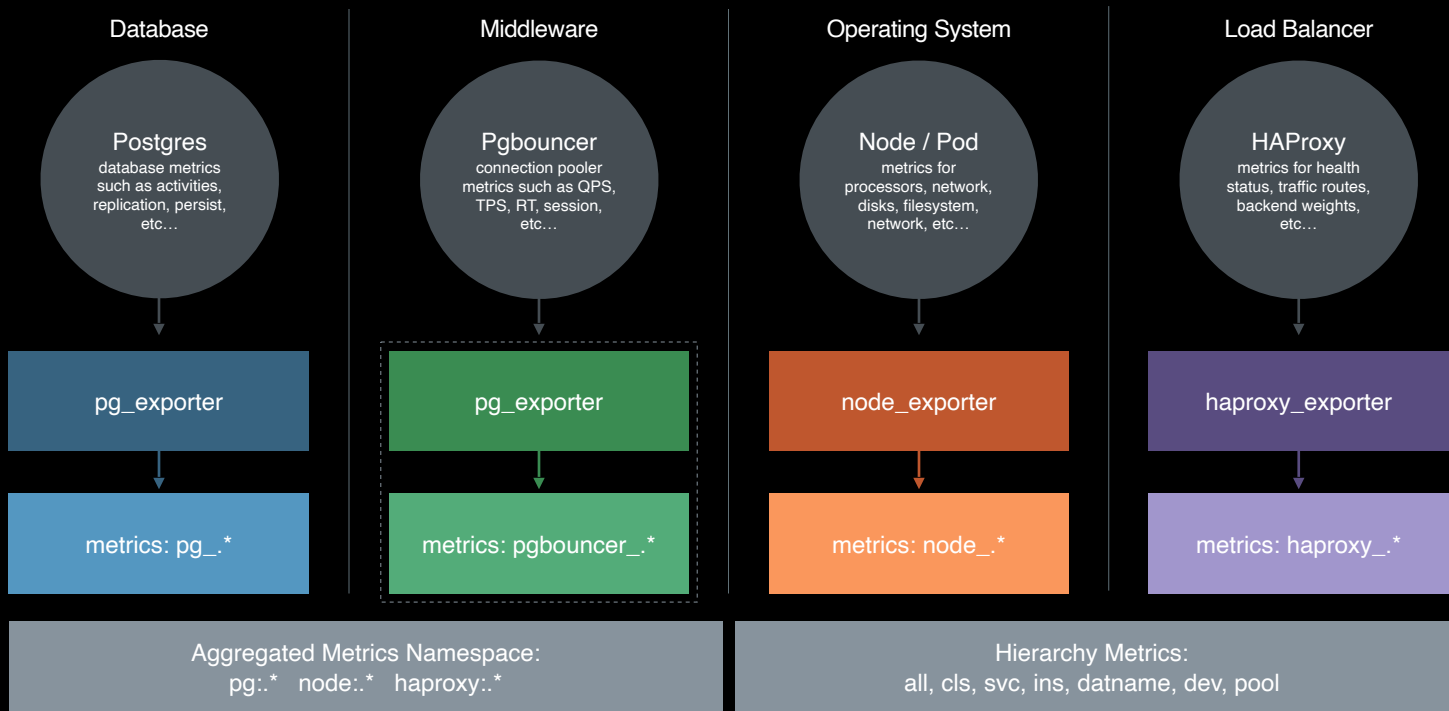 Database
Postgres
database metrics
such as activities,
replication, persist,
etc…
pg_exporter
metrics: pg_.*
Middleware
Pgbouncer
connection pooler
metrics such as QPS,
TPS, RT, session,
etc…
pg_exporter
metrics: pgbouncer_.*
Operating System
Node / Pod
metrics for
processors, network,
disks, filesystem,
network, etc…
node_exporter
metrics: node_.*
Load Balancer
HAProxy
metrics for health
status, traffic routes,
backend weights,
etc…
haproxy_exporter
metrics: haproxy_.*
Aggregated Metrics Namespace:
pg:.* node:.* haproxy:.*
Hierarchy Metrics:
all, cls, svc, ins, datname, dev, pool